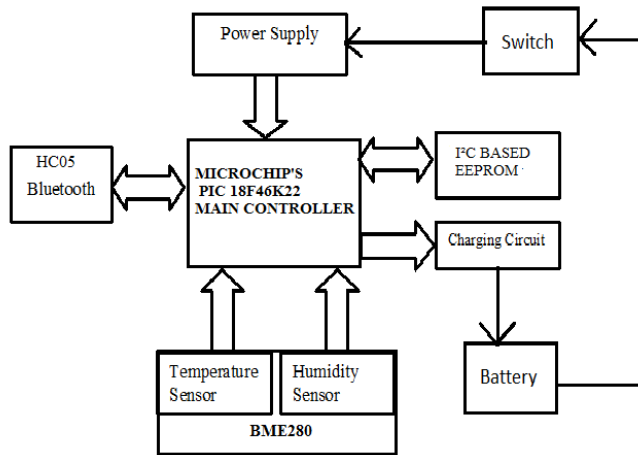 Power Supply
Switch
HC05
Bluetooth
MICROCHIP'S
PIC 18F46K22
MAIN CONTROLLER
I²C BASED
EEPROM
Charging Circuit
Temperature
Sensor
Humidity
Sensor
BME280
Battery